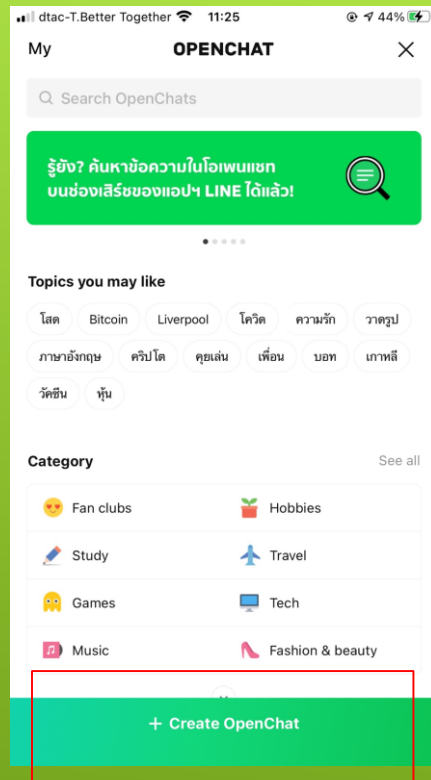 dtac-T.Better Together 11:25 44%
My OPENCHAT
Search OpenChats
รู้ยัง? ค้นหาข้อความในโอเพนแชท
บนช่องเสิร์ชของแอปฯ LINE ได้แล้ว!
Topics you may like
โสด Bitcoin Liverpool โควิด ความรัก วาดรูป
ภาษาอังกฤษ คริปโต คุยเล่น เพื่อน บอท เกาหลี
วัคซีน หุ้น
Category See all
Fan clubs Hobbies
Study Travel
Games Tech
Music Fashion & beauty
+ Create OpenChat